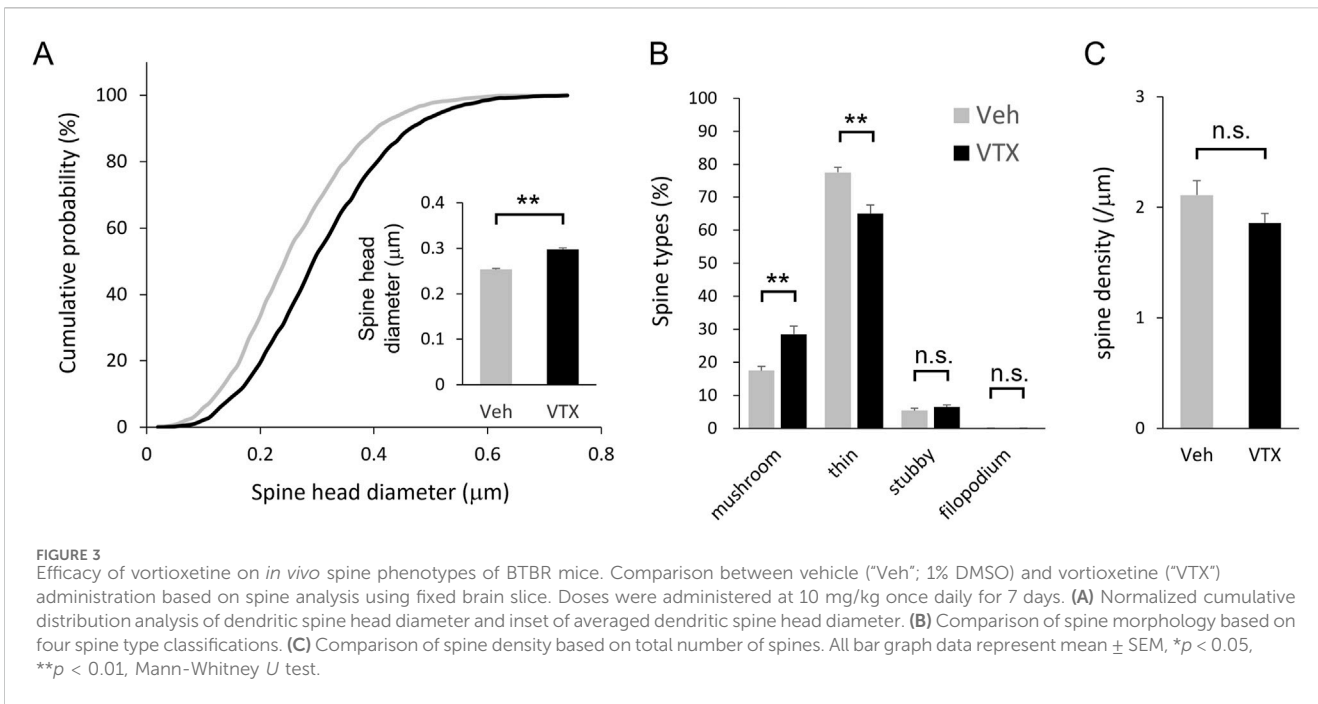 A
Cumulative probability (%)
100
80
60
40
20
0
0
0.2
0.4
0.6
0.8
Spine head diameter (μm)
Spine head
diameter (μm)
0.4
0.3
0.2
0.1
0
**
Veh
VTX
B
Spine types (%)
100
90
80
70
60
50
40
30
20
10
0
**
**
n.s.
n.s.
Veh
VTX
mushroom
thin
stubby
filopodium
C
spine density (/μm)
3
2
1
0
n.s.
Veh
VTX
FIGURE 3
Efficacy of vortioxetine on in vivo spine phenotypes of BTBR mice. Comparison between vehicle (“Veh”; 1% DMSO) and vortioxetine (“VTX”)
administration based on spine analysis using fixed brain slice. Doses were administered at 10 mg/kg once daily for 7 days. (A) Normalized cumulative
distribution analysis of dendritic spine head diameter and inset of averaged dendritic spine head diameter. (B) Comparison of spine morphology based on
four spine type classifications. (C) Comparison of spine density based on total number of spines. All bar graph data represent mean ± SEM, *p < 0.05,
**p < 0.01, Mann-Whitney U test.